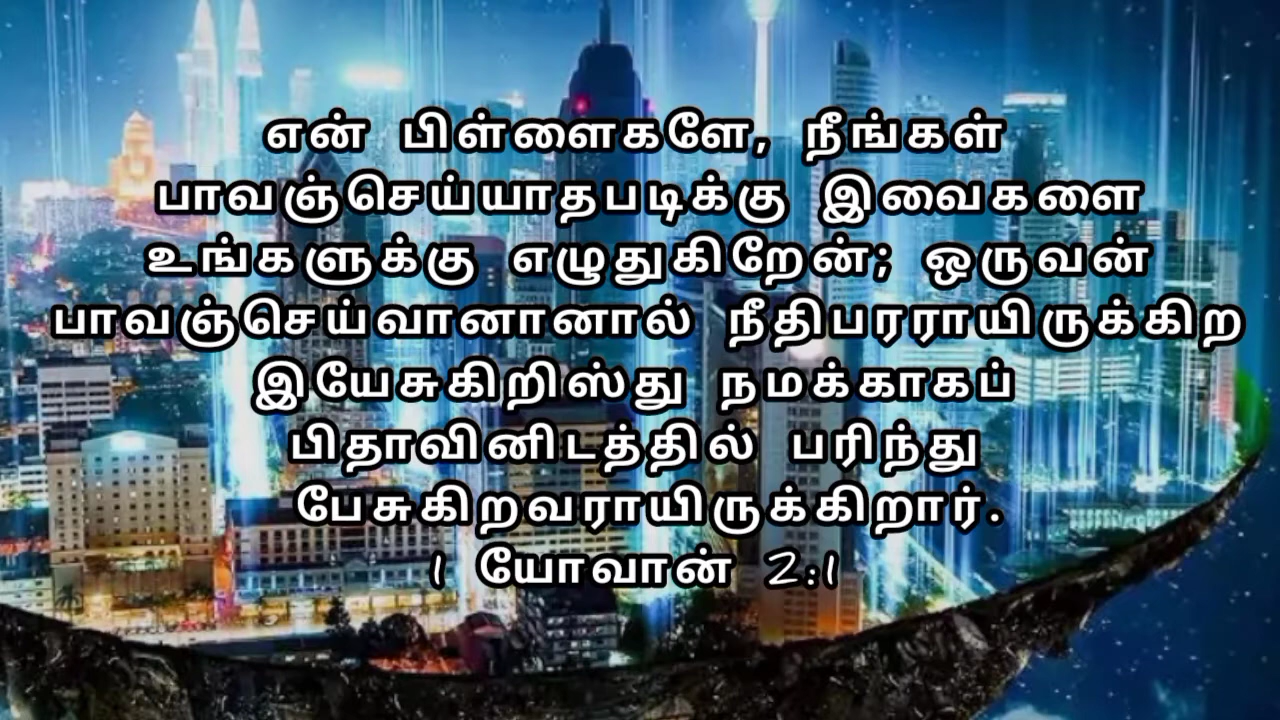 என் பிள்ளைகளே, நீங்கள்
பாவஞ்செய்யாதபடிக்கு இவைகளை
உங்களுக்கு எழுதுகிறேன்; ஒருவன்
பாவஞ்செய்வானானால் நீதிபரராயிருக்கிற
இயேசுகிறிஸ்து நமக்காகப்
பிதாவினிடத்தில் பரிந்து
பேசுகிறவராயிருக்கிறார்.
1 யோவான் 2:1